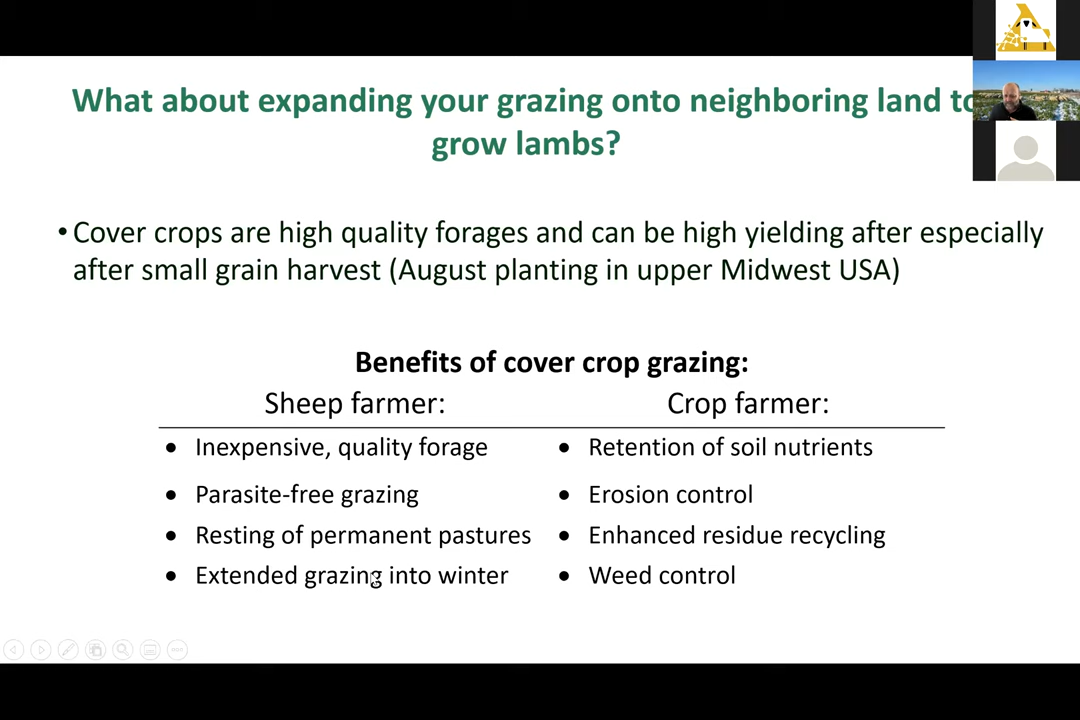 What about expanding your grazing onto neighboring land to
grow lambs?
• Cover crops are high quality forages and can be high yielding after especially
after small grain harvest (August planting in upper Midwest USA)
Benefits of cover crop grazing:
Sheep farmer: Crop farmer:
• Inexpensive, quality forage • Retention of soil nutrients
• Parasite-free grazing • Erosion control
• Resting of permanent pastures • Enhanced residue recycling
• Extended grazing into winter • Weed control